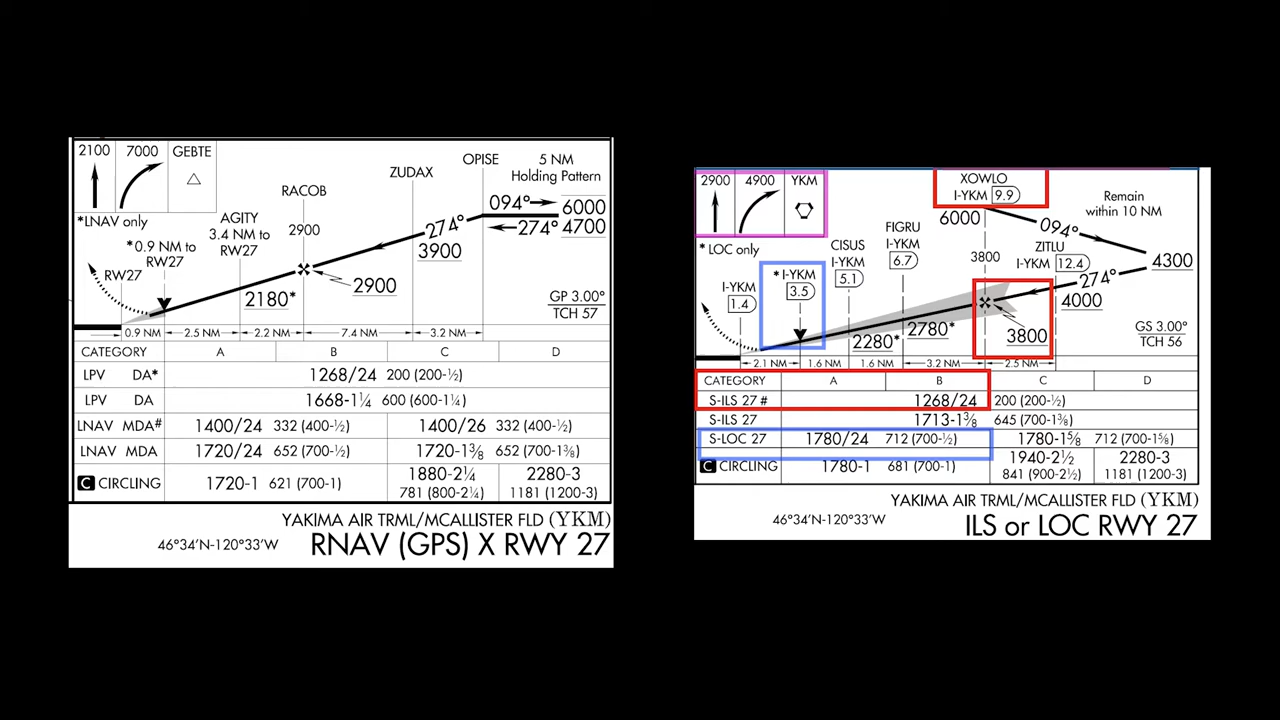 2100 7000 GEBTE
*LNAV only
*0.9 NM to
RW27
RW27
AGITY
3.4 NM to
RW27
RACOB
2900
ZUDAX
OPISE
5 NM
Holding Pattern
094° 6000
274° 4700
274°
3900
2900
2180*
GP 3.00°
TCH 57
0.9 NM 2.5 NM 2.2 NM 7.4 NM 3.2 NM
CATEGORY A B C D
LPV DA* 1268/24 200 (200-½)
LPV DA 1668-1¼ 600 (600-1¼)
LNAV MDA# 1400/24 332 (400-½) 1400/26 332 (400-½)
LNAV MDA 1720/24 652 (700-½) 1720-1⅜ 652 (700-1⅜)
C CIRCLING 1720-1 621 (700-1) 1880-2¼ 781 (800-2¼) 2280-3 1181 (1200-3)
YAKIMA AIR TRML/MCALLISTER FLD (YKM)
46°34'N-120°33'W RNAV (GPS) X RWY 27
2900 4900 YKM
* LOC only
I-YKM
1.4
* I-YKM
3.5
CISUS
I-YKM
5.1
FIGRU
I-YKM
6.7
XOWLO
I-YKM 9.9
6000
3800
Remain
within 10 NM
094°
ZITLU
I-YKM 12.4
4300
274°
4000
3800
2780*
2280*
GS 3.00°
TCH 56
2.1 NM 1.6 NM 1.6 NM 3.2 NM 2.5 NM
CATEGORY A B C D
S-ILS 27 # 1268/24 200 (200-½)
S-ILS 27 1713-1⅜ 645 (700-1⅜)
S-LOC 27 1780/24 712 (700-½) 1780-1⅝ 712 (700-1⅝)
C CIRCLING 1780-1 681 (700-1) 1940-2½ 841 (900-2½) 2280-3 1181 (1200-3)
YAKIMA AIR TRML/MCALLISTER FLD (YKM)
46°34'N-120°33'W ILS or LOC RWY 27